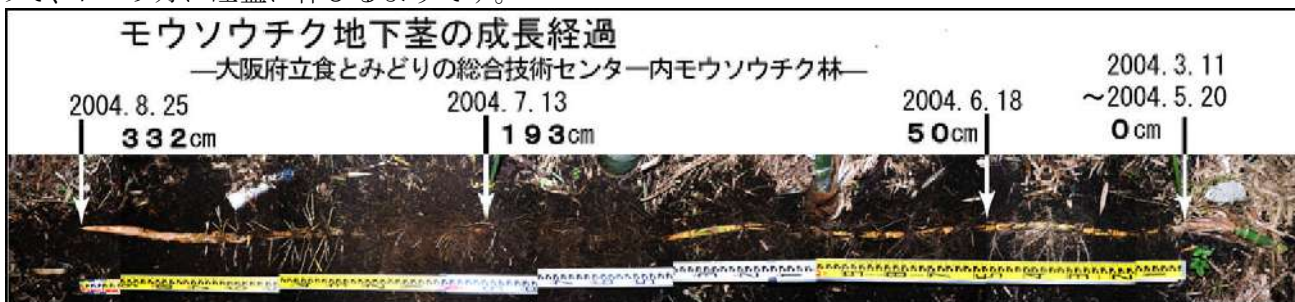 モウソウチク地下茎の成長経過
―大阪府立食とみどりの総合技術センター内モウソウチク林―
2004.8.25
332cm
2004.7.13
193cm
2004.6.18
50cm
2004.3.11
～2004.5.20
0cm